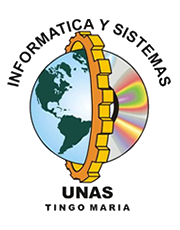 INFORMATICA Y SISTEMAS
UNAS
TINGO MARIA